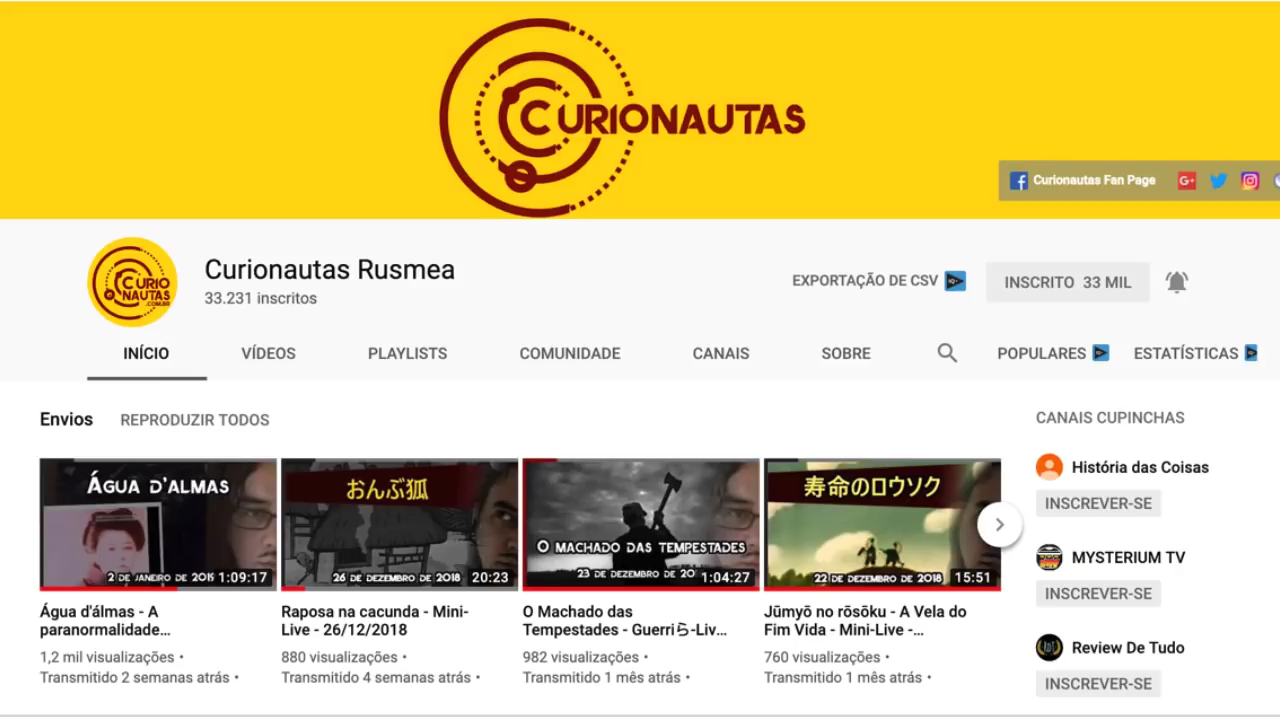 CURIONAUTAS
Curionautas Fan Page
CURIO
NAUTAS
.COM.BR
Curionautas Rusmea
33.231 inscritos
EXPORTAÇÃO DE CSV
INSCRITO 33 MIL
INÍCIO VÍDEOS PLAYLISTS COMUNIDADE CANAIS SOBRE POPULARES ESTATÍSTICAS
Envios REPRODUZIR TODOS
CANAIS CUPINCHAS
ÁGUA D'ALMAS
2 DE JANEIRO DE 1:09:17
おんぶ狐
26 DE DEZEMBRO DE 2018 20:23
O MACHADO DAS TEMPESTADES
23 DE DEZEMBRO DE 20 1:04:27
寿命のロウソク
22 DE DEZEMBRO DE 2018 15:51
Água d'álmas - A
paranormalidade...
1,2 mil visualizações •
Transmitido 2 semanas atrás •
Raposa na cacunda - Mini-
Live - 26/12/2018
880 visualizações •
Transmitido 4 semanas atrás •
O Machado das
Tempestades - Guerriら-Liv...
982 visualizações •
Transmitido 1 mês atrás •
Jūmyō no rōsōku - A Vela do
Fim Vida - Mini-Live -...
760 visualizações •
Transmitido 1 mês atrás •
História das Coisas
INSCREVER-SE
MYSTERIUM TV
INSCREVER-SE
Review De Tudo
INSCREVER-SE